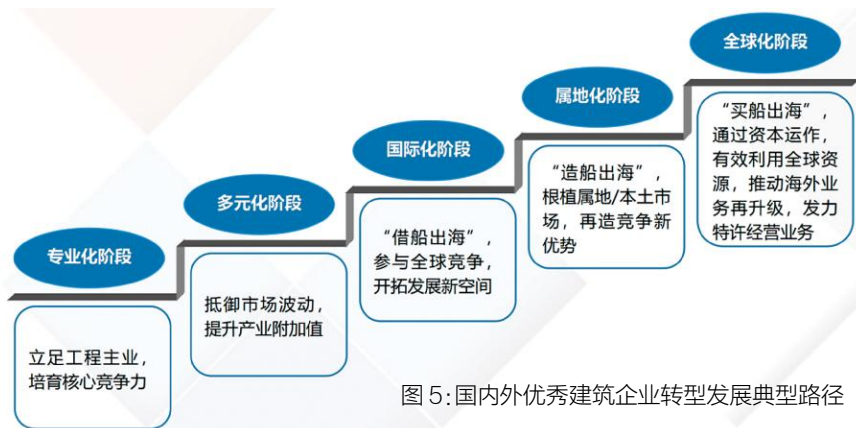 专业化阶段
立足工程主业,
培育核心竞争力
多元化阶段
抵御市场波动,
提升产业附加值
国际化阶段
“借船出海”,
参与全球竞争,
开拓发展新空间
属地化阶段
“造船出海”,
根植属地/本土市
场,再造竞争新
优势
全球化阶段
“买船出海”,
通过资本运作,
有效利用全球资
源,推动海外业
务再升级,发力
特许经营业务
图 5:国内外优秀建筑企业转型发展典型路径